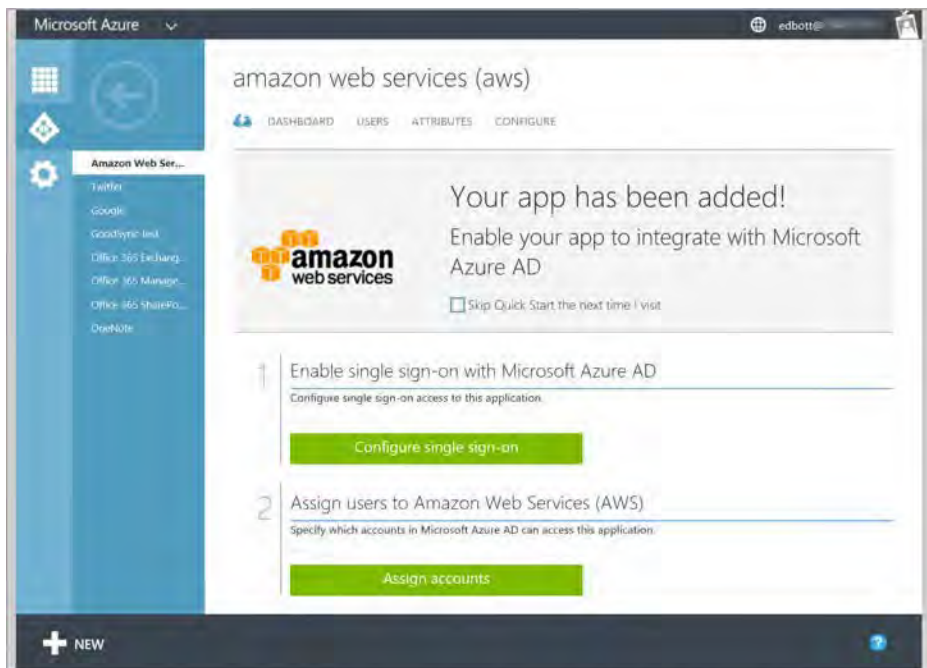 Microsoft Azure
edbott@
amazon web services (aws)
DASHBOARD USERS ATTRIBUTES CONFIGURE
Amazon Web Ser...
Twitter
Google
GoodSync test
Office 365 Exchang...
Office 365 Manage...
Office 365 SharePo...
OneNote
amazon
web services
Your app has been added!
Enable your app to integrate with Microsoft
Azure AD
Skip Quick Start the next time I visit
1
Enable single sign-on with Microsoft Azure AD
Configure single sign-on access to this application.
Configure single sign-on
2
Assign users to Amazon Web Services (AWS)
Specify which accounts in Microsoft Azure AD can access this application.
Assign accounts
NEW
?